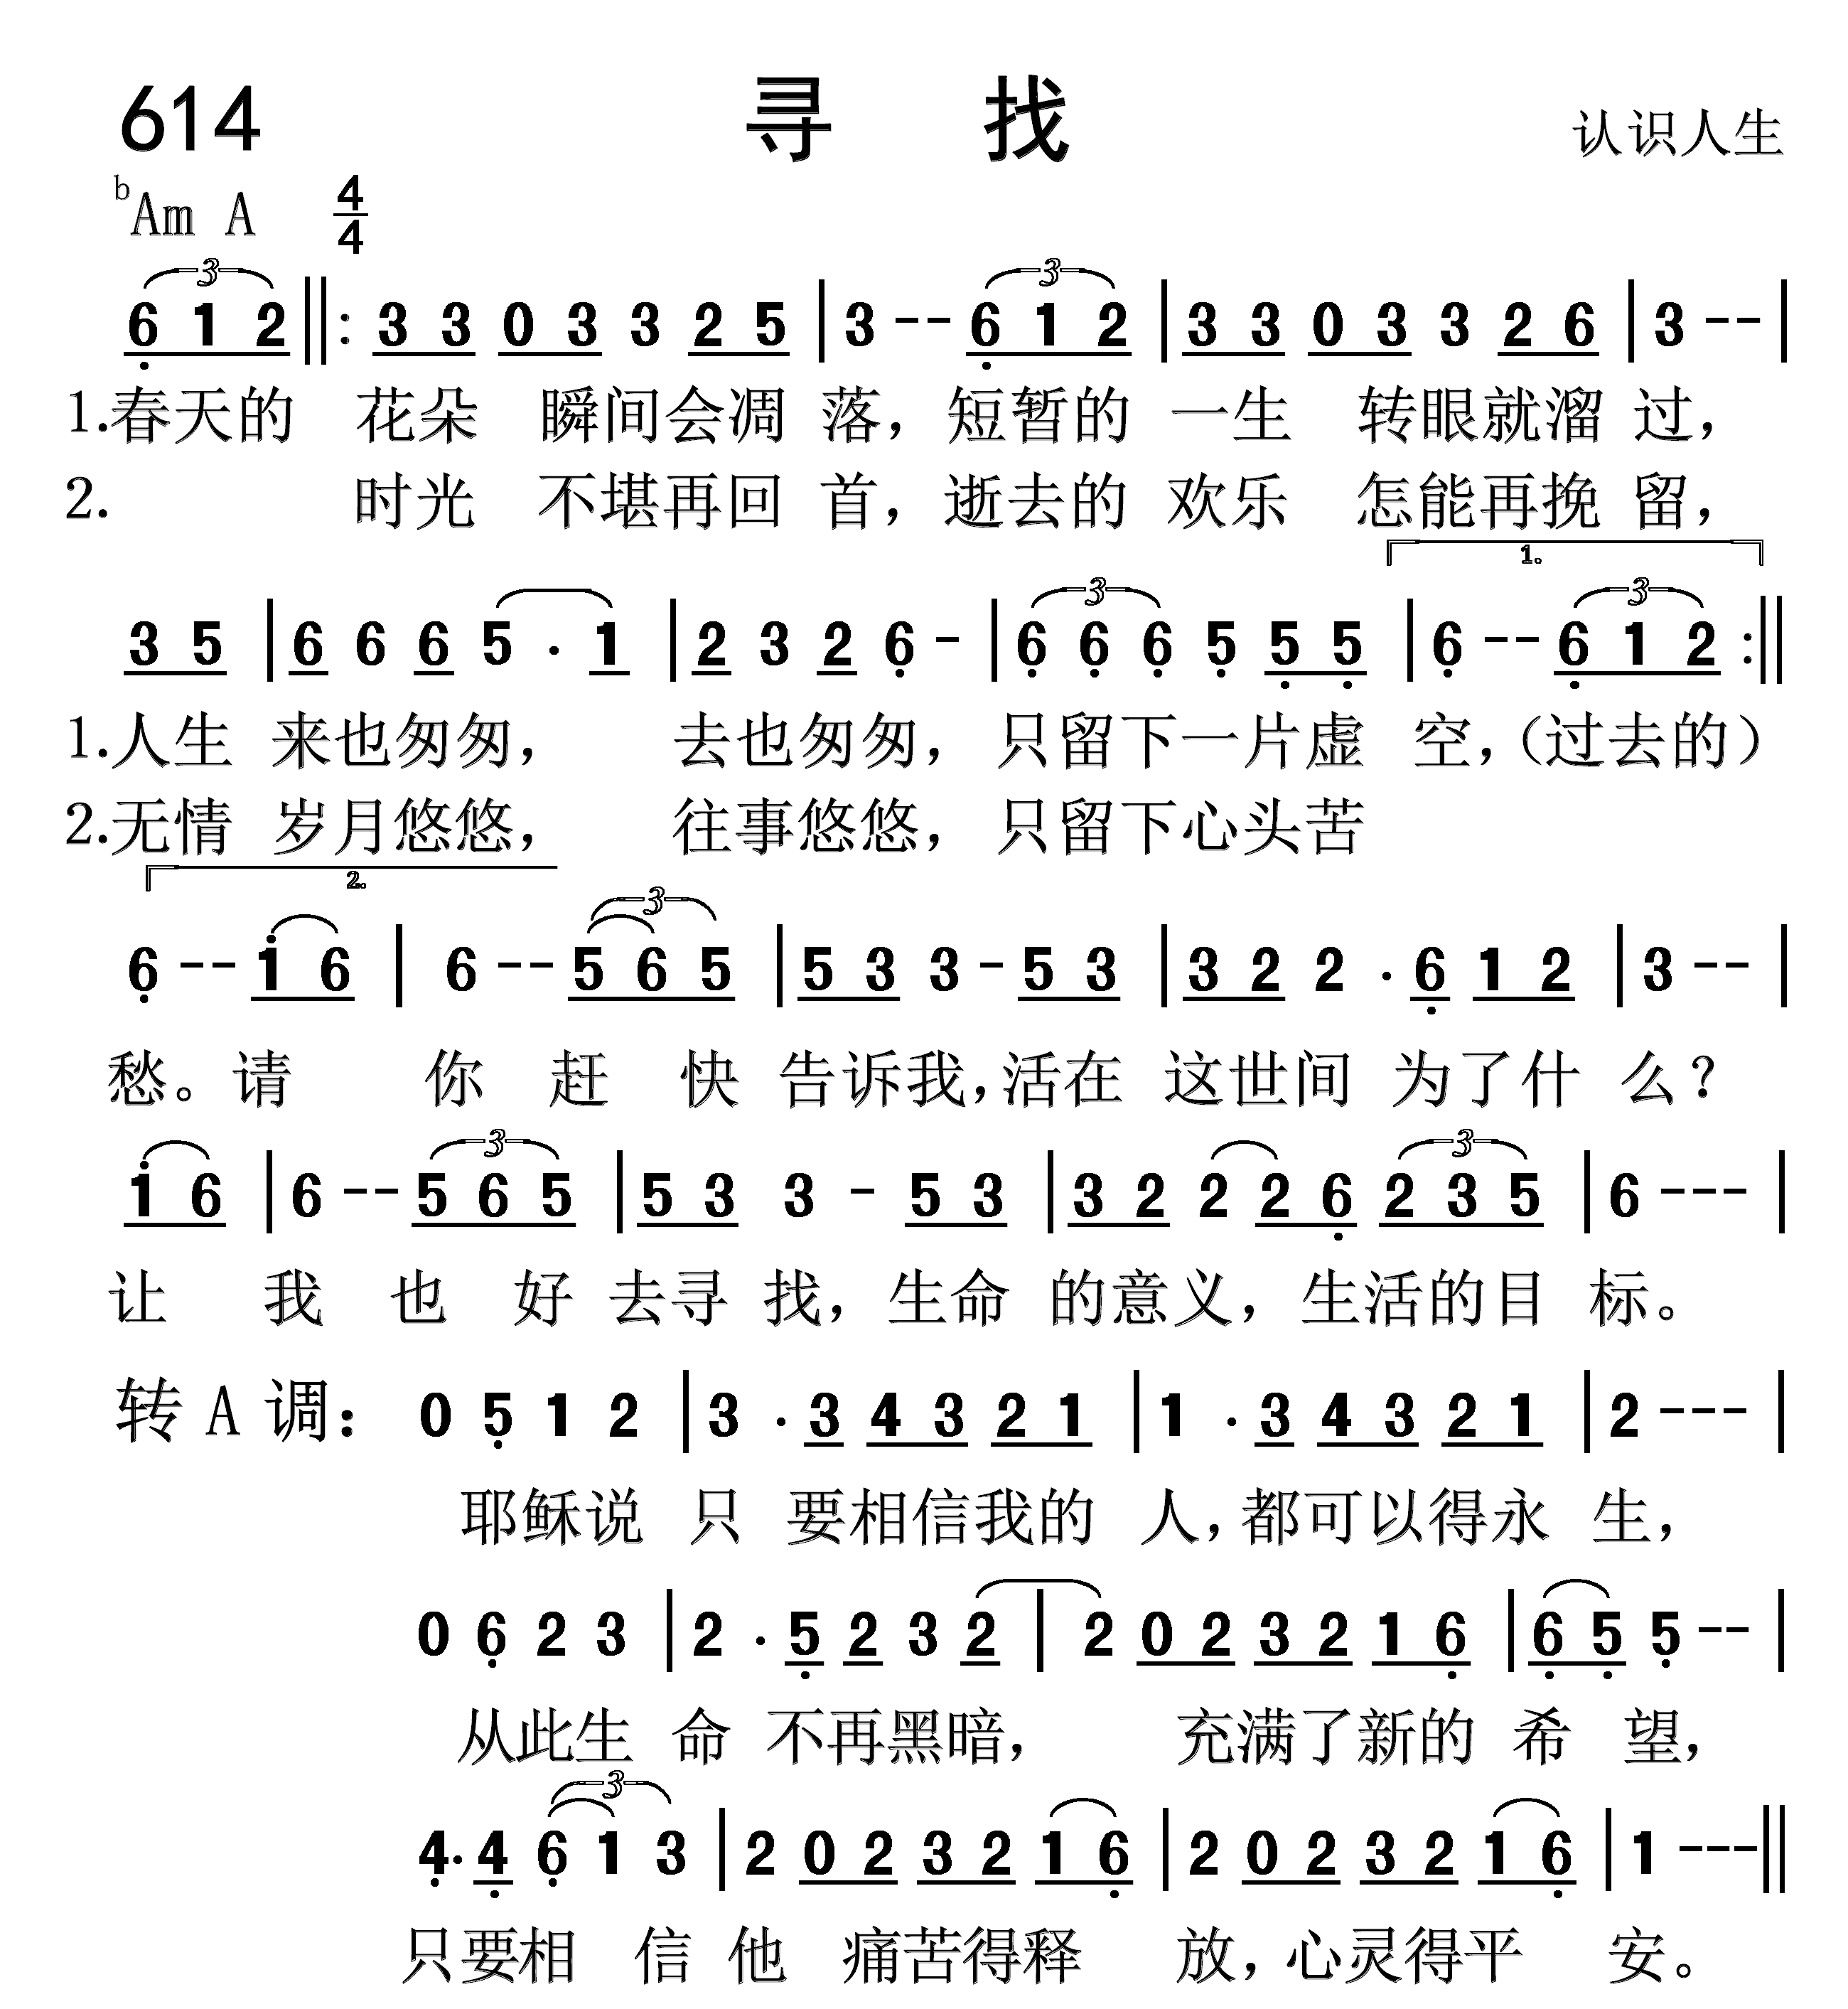 614 寻 找 认识人生
bAm A 4/4
3 3
6 1 2 ‖: 3 3 0 3 3 2 5 | 3 - - 6 1 2 | 3 3 0 3 3 2 6 | 3 - - |
1.春天的 花朵 瞬间会凋 落，短暂的 一生 转眼就溜 过，
2. 时光 不堪再回 首，逝去的 欢乐 怎能再挽 留，
1.
3 3
3 5 | 6 6 6 5 · 1 | 2 3 2 6 - | 6 6 6 5 5 5 | 6 - - 6 1 2 :‖
1.人生 来也匆匆， 去也匆匆，只留下一片虚 空，（过去的）
2.无情 岁月悠悠， 往事悠悠，只留下心头苦
2.
3
6 - - i 6 | 6 - - 5 6 5 | 5 3 3 - 5 3 | 3 2 2 · 6 1 2 | 3 - - |
愁。请 你 赶 快 告诉我，活在 这世间 为了什 么？
3 3
i 6 | 6 - - 5 6 5 | 5 3 3 - 5 3 | 3 2 2 2 6 2 3 5 | 6 - - - |
让 我 也 好 去寻 找，生命 的意义，生活的目 标。
转 A 调： 0 5 1 2 | 3 · 3 4 3 2 1 | 1 · 3 4 3 2 1 | 2 - - - |
耶稣说 只 要相信我的 人，都可以得永 生，
0 6 2 3 | 2 · 5 2 3 2 | 2 0 2 3 2 1 6 | 6 5 5 - - |
从此生 命 不再黑暗， 充满了新的 希 望，
3
4 · 4 6 1 3 | 2 0 2 3 2 1 6 | 2 0 2 3 2 1 6 | 1 - - - ‖
只要相 信 他 痛苦得释 放，心灵得平 安。